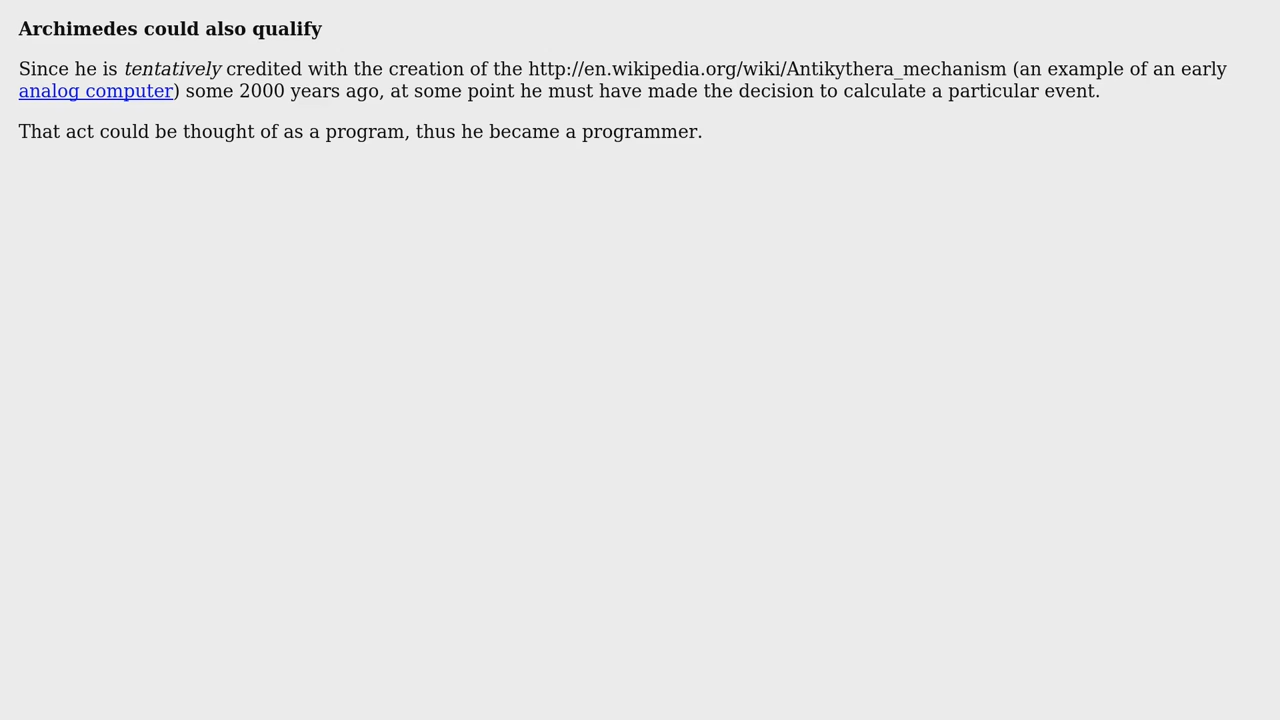 Archimedes could also qualify
Since he is tentatively credited with the creation of the http://en.wikipedia.org/wiki/Antikythera_mechanism (an example of an early
analog computer) some 2000 years ago, at some point he must have made the decision to calculate a particular event.
That act could be thought of as a program, thus he became a programmer.